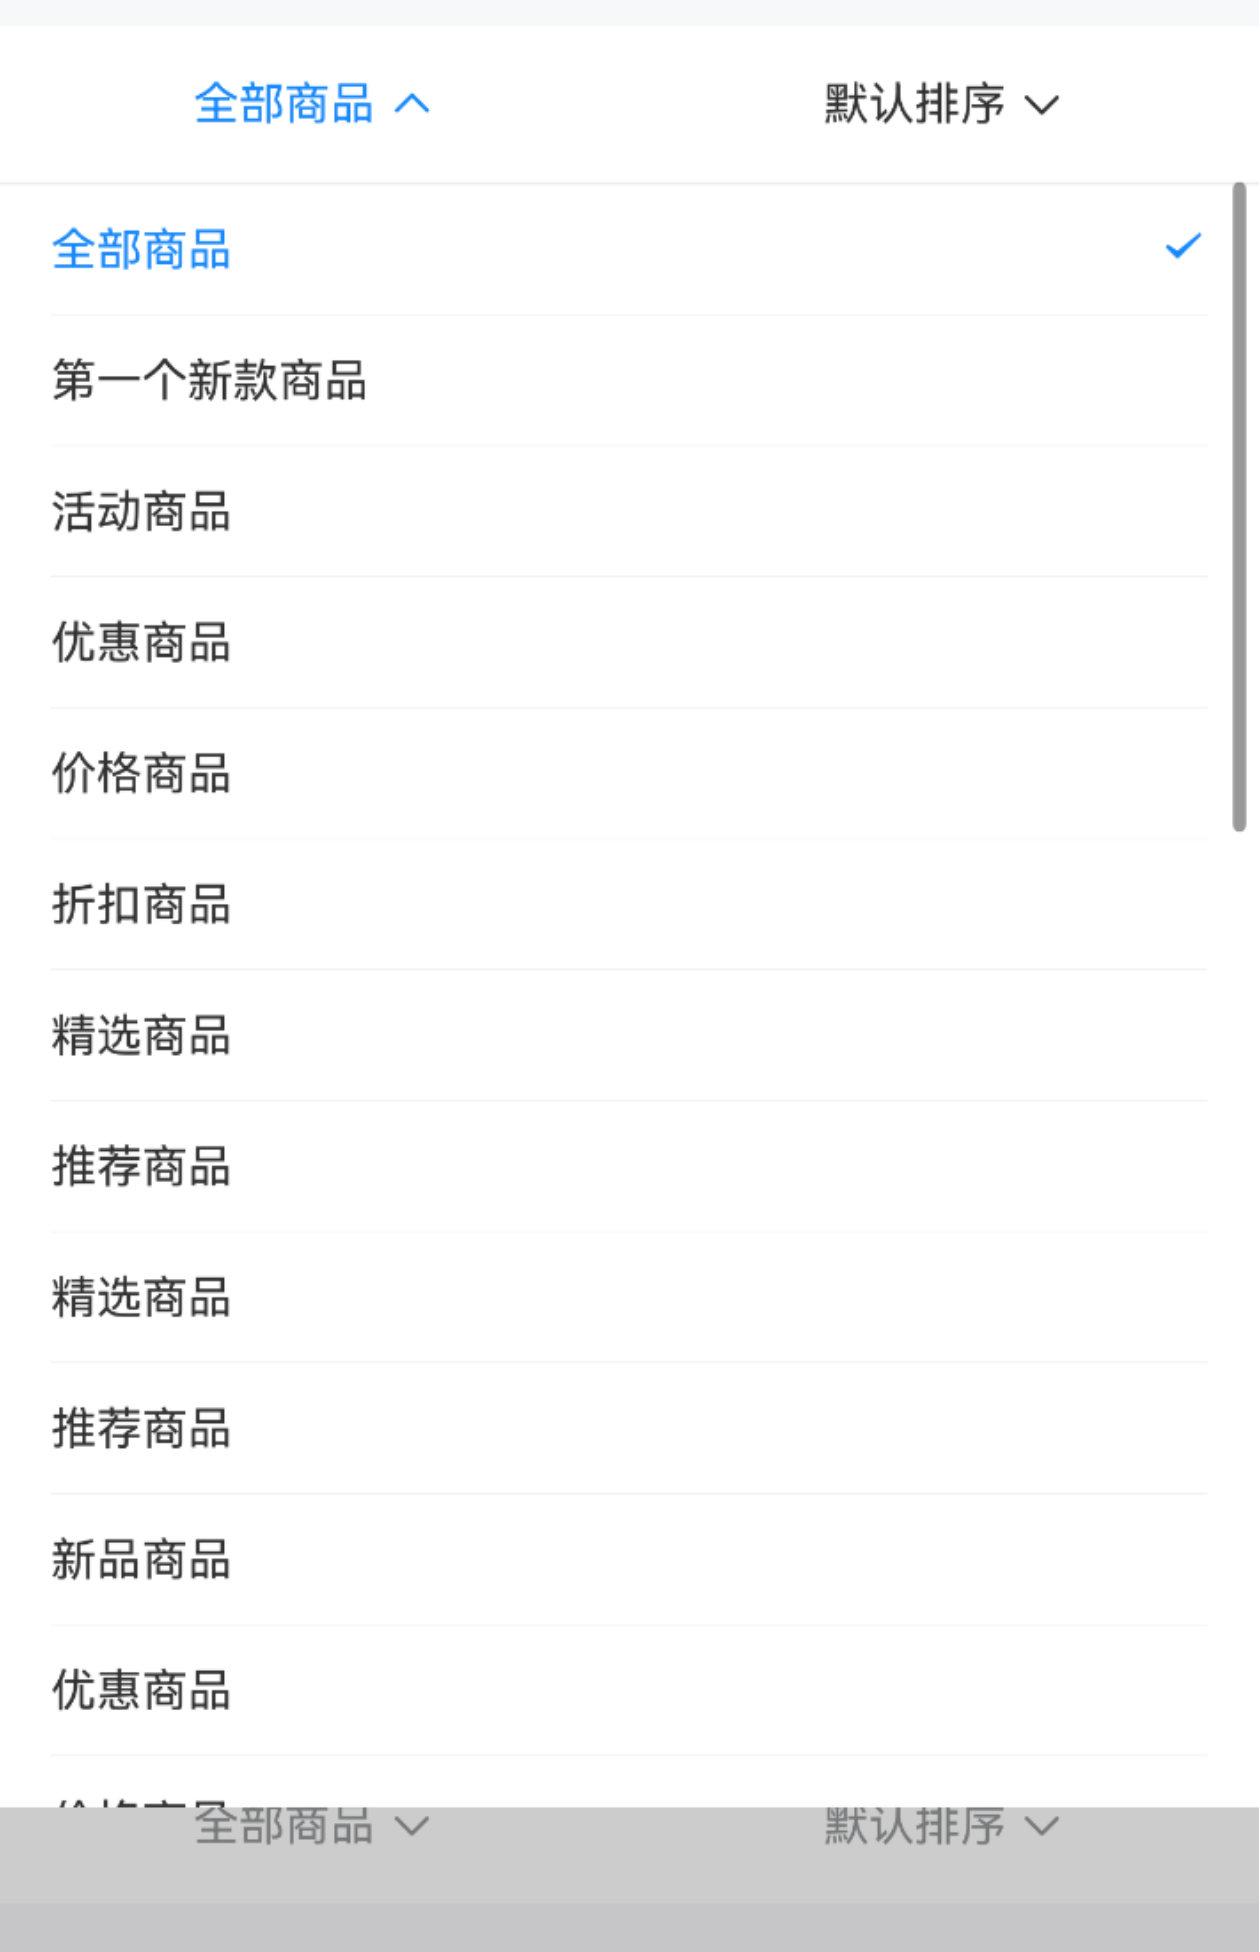 全部商品 默认排序
全部商品
第一个新款商品
活动商品
优惠商品
价格商品
折扣商品
精选商品
推荐商品
精选商品
推荐商品
新品商品
优惠商品
全部商品 默认排序